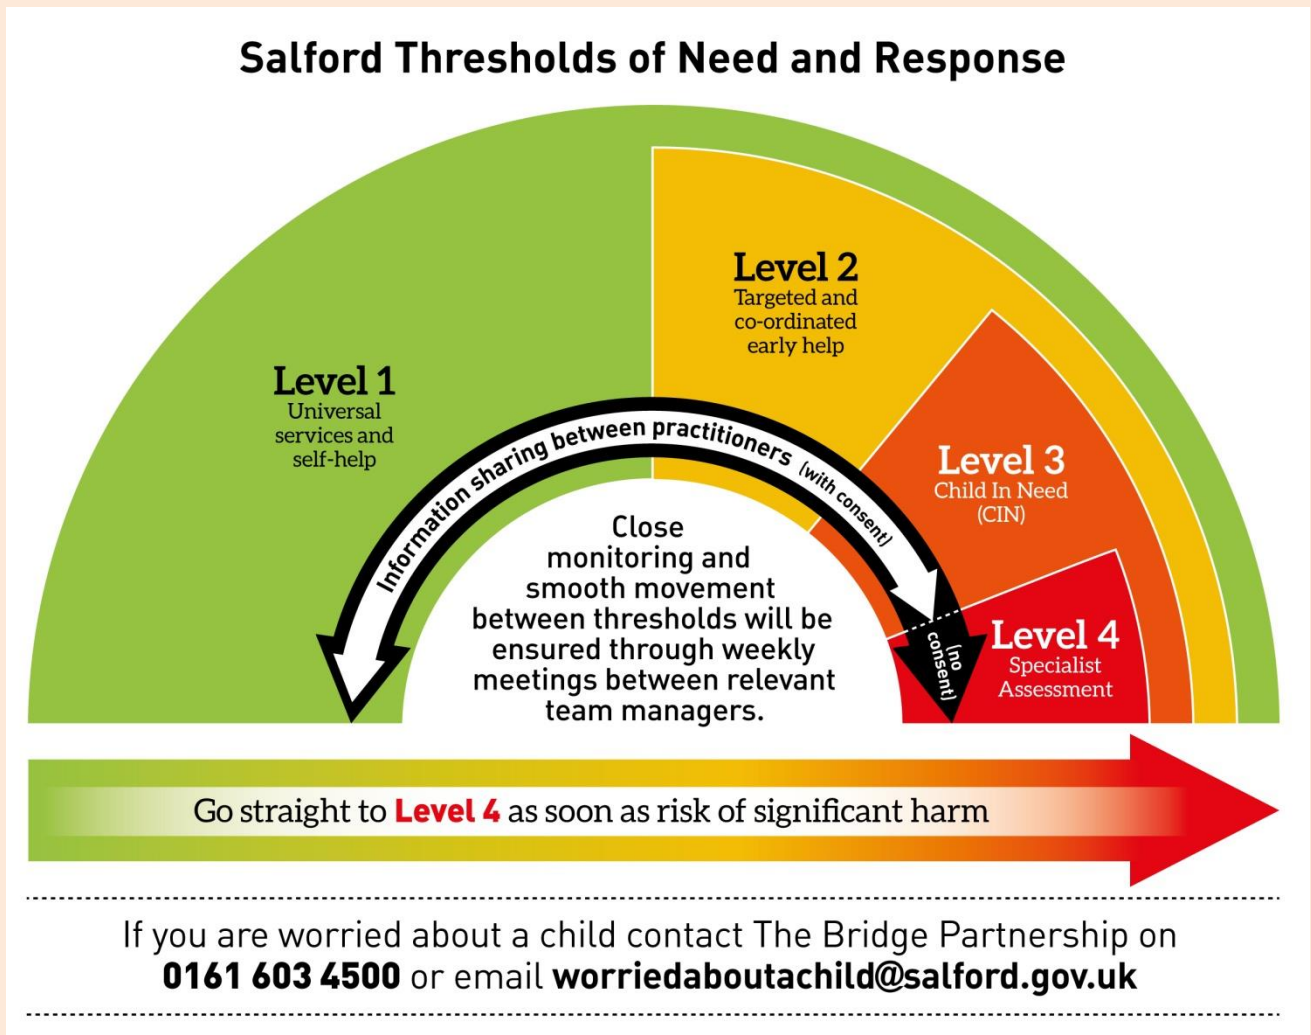 Salford Thresholds of Need and Response
Level 1
Universal
services and
self-help
Level 2
Targeted and
co-ordinated
early help
Level 3
Child In Need
(CIN)
Level 4
Specialist
Assessment
Information sharing between practitioners (with consent)
(no
consent)
Close
monitoring and
smooth movement
between thresholds will be
ensured through weekly
meetings between relevant
team managers.
Go straight to Level 4 as soon as risk of significant harm
If you are worried about a child contact The Bridge Partnership on
0161 603 4500 or email worriedaboutachild@salford.gov.uk